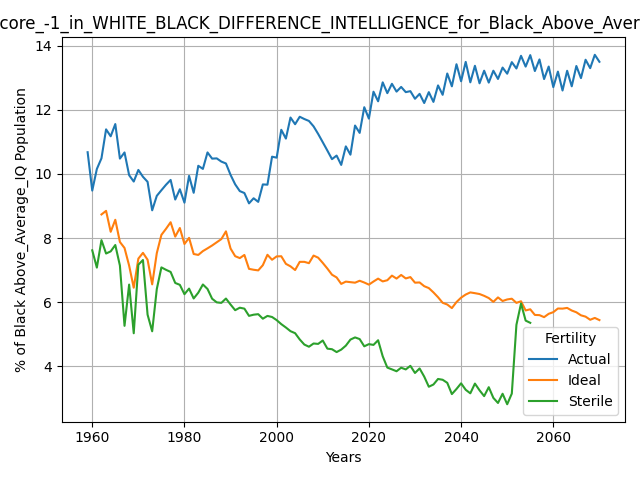 core_-1_in_WHITE_BLACK_DIFFERENCE_INTELLIGENCE_for_Black_Above_Aver
14
12
10
8
6
4
% of Black Above_Average_IQ Population
1960
1980
2000
2020
2040
2060
Years
Fertility
Actual
Ideal
Sterile